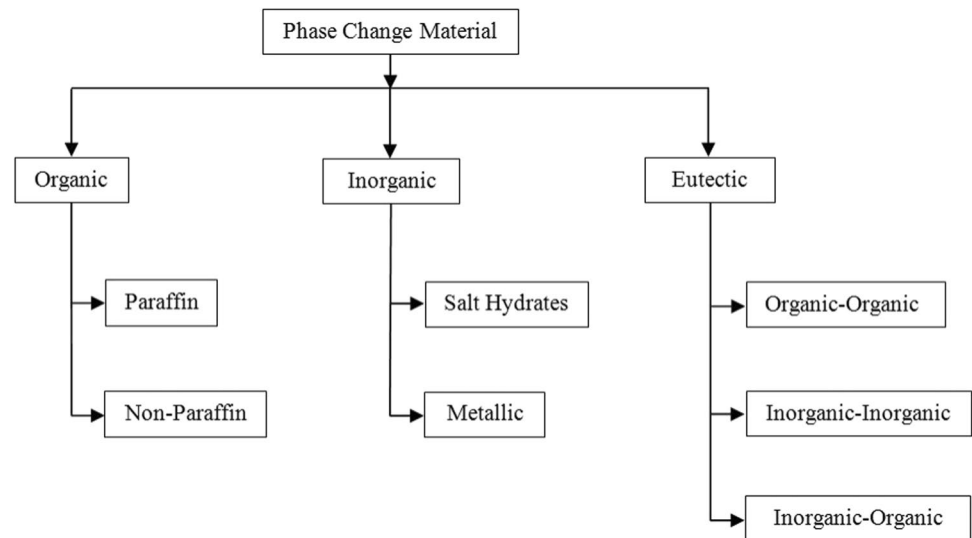 Phase Change Material
Organic
Inorganic
Eutectic
Paraffin
Salt Hydrates
Organic-Organic
Non-Paraffin
Metallic
Inorganic-Inorganic
Inorganic-Organic